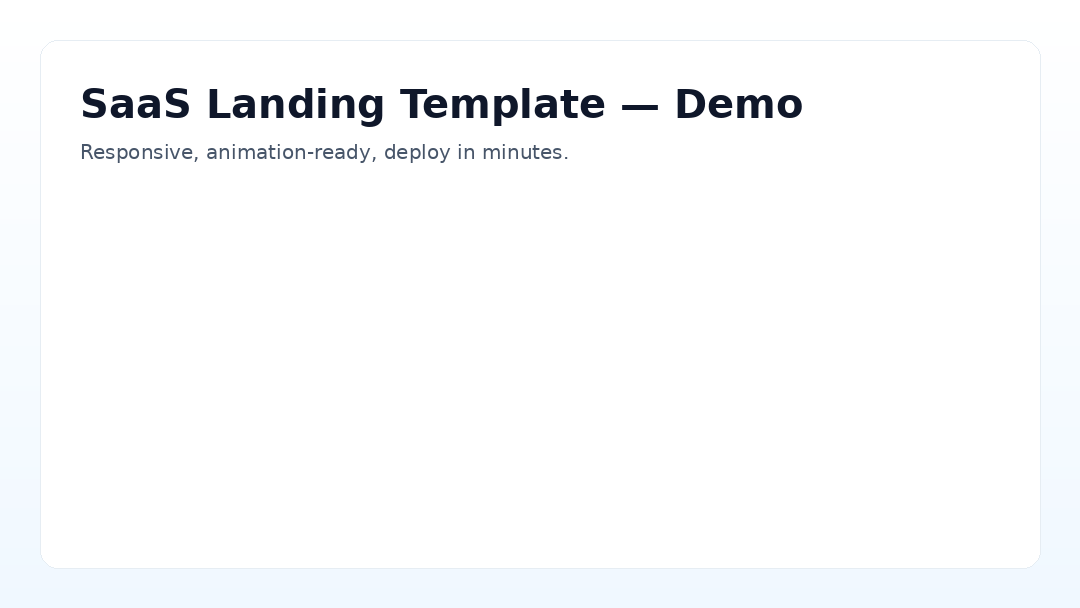 SaaS Landing Template — Demo
Responsive, animation-ready, deploy in minutes.